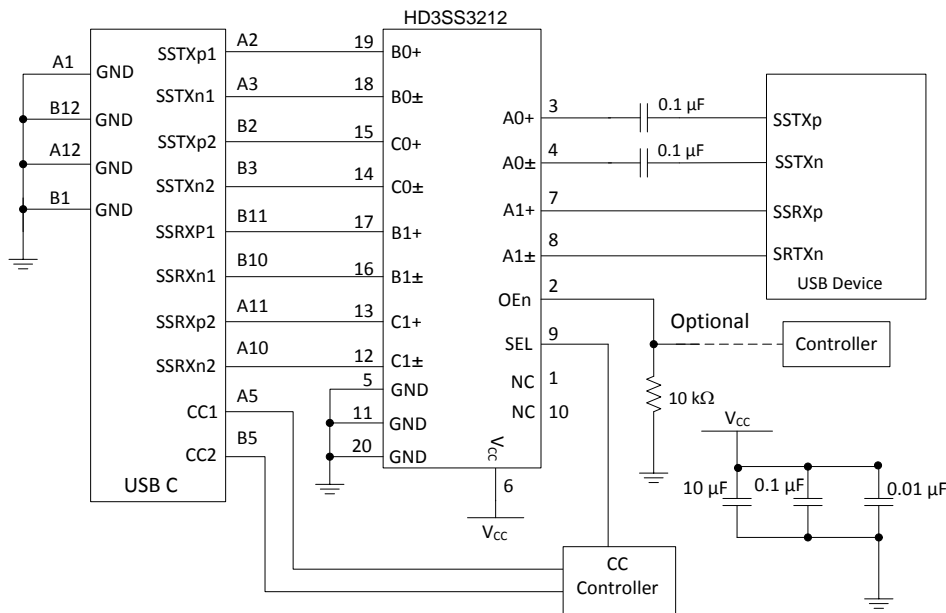 HD3SS3212
A1 GND
B12 GND
A12 GND
B1 GND
SSTXp1 A2
SSTXn1 A3
SSTXp2 B2
SSTXn2 B3
SSRXP1 B11
SSRXn1 B10
SSRXp2 A11
SSRXn2 A10
CC1 A5
CC2 B5
USB C
19 B0+
18 B0±
15 C0+
14 C0±
17 B1+
16 B1±
13 C1+
12 C1±
5 GND
11 GND
20 GND
A0+ 3
A0± 4
A1+ 7
A1± 8
OEn 2
SEL 9
NC 1
NC 10
VCC
6
VCC
0.1 µF
0.1 µF
SSTXp
SSTXn
SSRXp
SRTXn
USB Device
Optional
Controller
10 kΩ
VCC
10 µF
0.1 µF
0.01 µF
CC
Controller